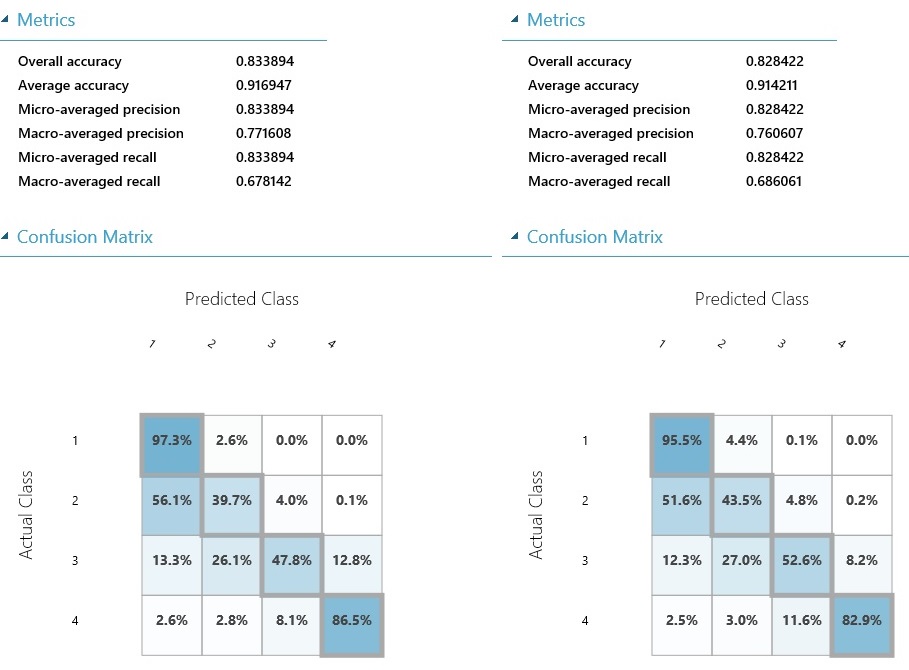 Metrics
Overall accuracy 0.833894
Average accuracy 0.916947
Micro-averaged precision 0.833894
Macro-averaged precision 0.771608
Micro-averaged recall 0.833894
Macro-averaged recall 0.678142
Confusion Matrix
Predicted Class
1 2 3 4
Actual Class
1 97.3% 2.6% 0.0% 0.0%
2 56.1% 39.7% 4.0% 0.1%
3 13.3% 26.1% 47.8% 12.8%
4 2.6% 2.8% 8.1% 86.5%
Metrics
Overall accuracy 0.828422
Average accuracy 0.914211
Micro-averaged precision 0.828422
Macro-averaged precision 0.760607
Micro-averaged recall 0.828422
Macro-averaged recall 0.686061
Confusion Matrix
Predicted Class
1 2 3 4
Actual Class
1 95.5% 4.4% 0.1% 0.0%
2 51.6% 43.5% 4.8% 0.2%
3 12.3% 27.0% 52.6% 8.2%
4 2.5% 3.0% 11.6% 82.9%